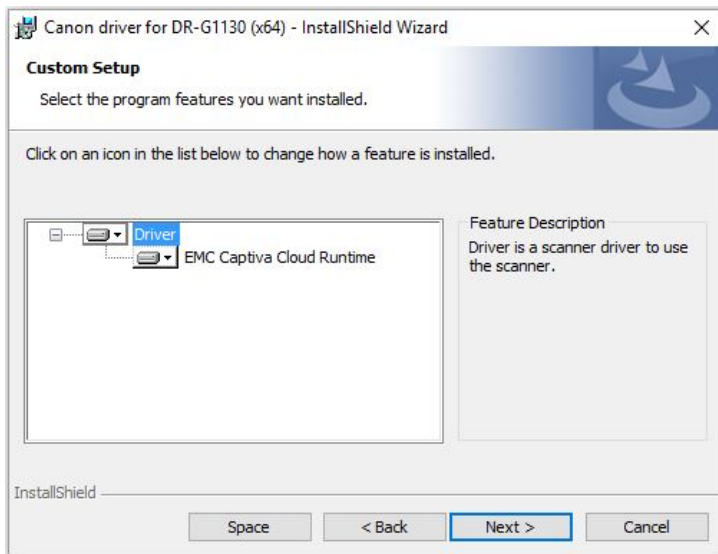 Canon driver for DR-G1130 (x64) - InstallShield Wizard
Custom Setup
Select the program features you want installed.
Click on an icon in the list below to change how a feature is installed.
Driver
EMC Captiva Cloud Runtime
Feature Description
Driver is a scanner driver to use
the scanner.
InstallShield
Space
< Back
Next >
Cancel